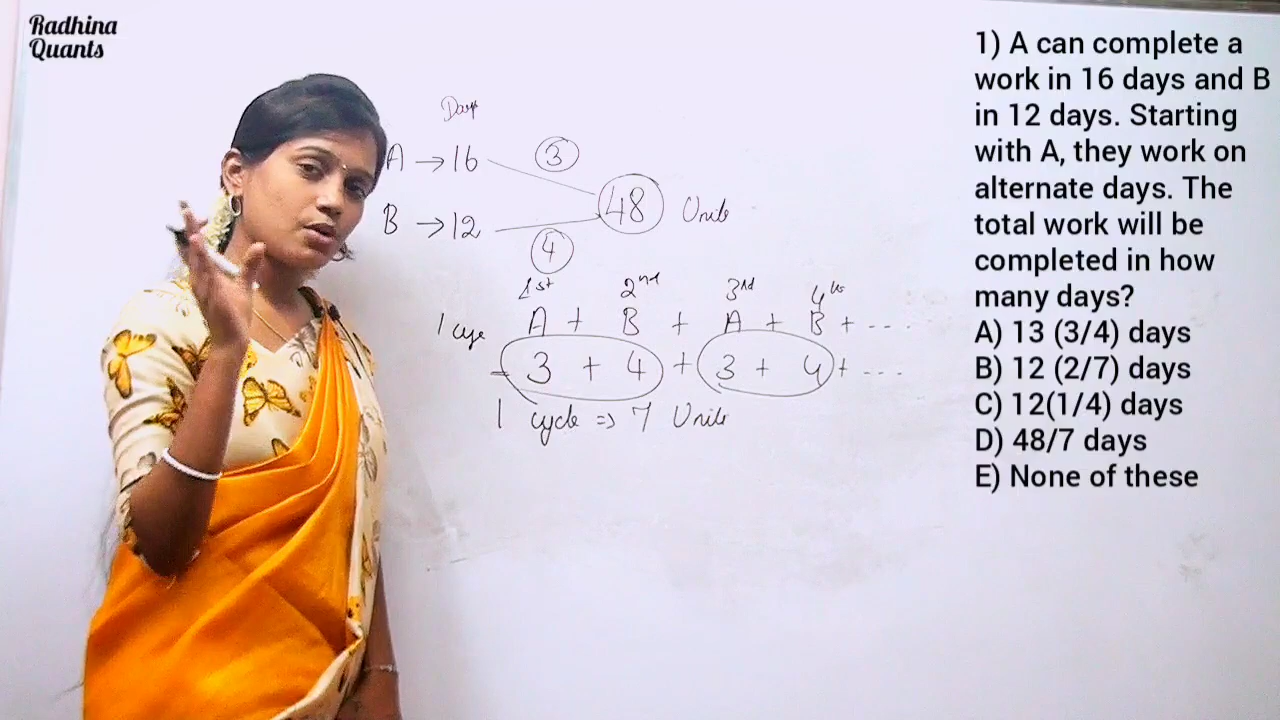 Radhina
Quants
Days
A → 16
3
48 Units
B → 12
4
1st 2nd 3rd 4th
1 cycle A + B + A + B + ....
= 3 + 4 + 3 + 4 + ...
1 cycle => 7 Units
1) A can complete a
work in 16 days and B
in 12 days. Starting
with A, they work on
alternate days. The
total work will be
completed in how
many days?
A) 13 (3/4) days
B) 12 (2/7) days
C) 12(1/4) days
D) 48/7 days
E) None of these